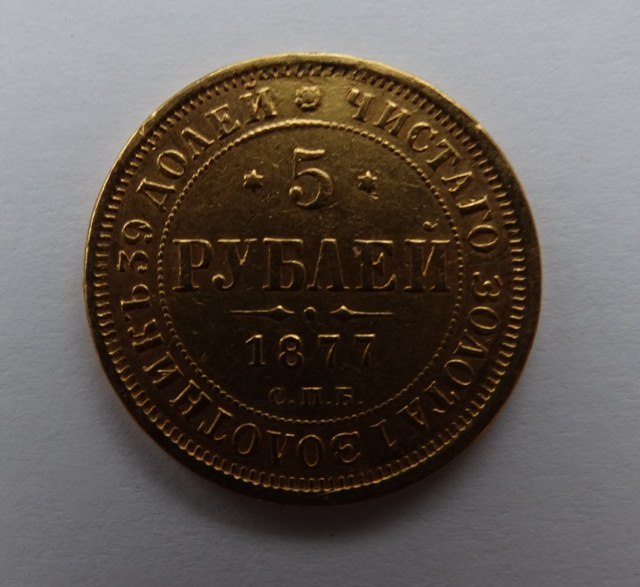 ЧИСТАГО ЗОЛОТА 1 ЗОЛОТНИКЪ 39 ДОЛЕЙ
5
РУБЛЕЙ
1877
С.П.Б.